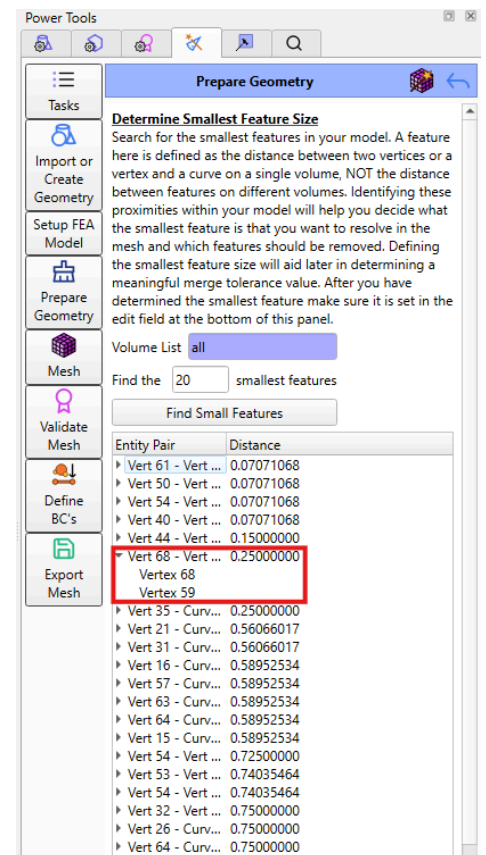 Power Tools
Prepare Geometry
Tasks
Import or
Create
Geometry
Setup FEA
Model
Prepare
Geometry
Mesh
Validate
Mesh
Define
BC's
Export
Mesh
Determine Smallest Feature Size
Search for the smallest features in your model. A feature
here is defined as the distance between two vertices or a
vertex and a curve on a single volume, NOT the distance
between features on different volumes. Identifying these
proximities within your model will help you decide what
the smallest feature is that you want to resolve in the
mesh and which features should be removed. Defining
the smallest feature size will aid later in determining a
meaningful merge tolerance value. After you have
determined the smallest feature make sure it is set in the
edit field at the bottom of this panel.
Volume List all
Find the 20 smallest features
Find Small Features
Entity Pair Distance
Vert 61 - Vert ... 0.07071068
Vert 50 - Vert ... 0.07071068
Vert 54 - Vert ... 0.07071068
Vert 40 - Vert ... 0.07071068
Vert 44 - Vert ... 0.15000000
Vert 68 - Vert ... 0.25000000
Vertex 68
Vertex 59
Vert 35 - Curv... 0.25000000
Vert 21 - Curv... 0.56066017
Vert 31 - Curv... 0.56066017
Vert 16 - Curv... 0.58952534
Vert 57 - Curv... 0.58952534
Vert 63 - Curv... 0.58952534
Vert 64 - Curv... 0.58952534
Vert 15 - Curv... 0.58952534
Vert 54 - Vert ... 0.72500000
Vert 53 - Vert ... 0.74035464
Vert 54 - Vert ... 0.74035464
Vert 32 - Vert ... 0.75000000
Vert 26 - Curv... 0.75000000
Vert 64 - Curv... 0.75000000